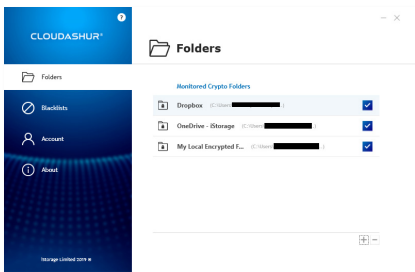 ?
CLOUDASHUR®
Folders
Folders
Monitored Crypto Folders
Dropbox (C:\Users\ )
Blacklists
OneDrive - iStorage (C:\Users\ )
Account
My Local Encrypted F... (C:\Users\ )
About
iStorage Limited 2019 ©